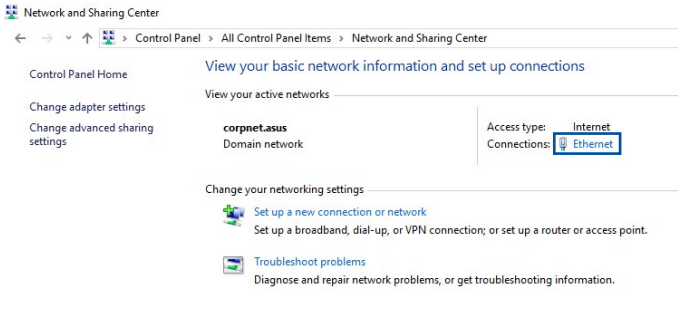 Network and Sharing Center
Control Panel > All Control Panel Items > Network and Sharing Center
Control Panel Home
Change adapter settings
Change advanced sharing
settings
View your basic network information and set up connections
View your active networks
corpnet.asus
Domain network
Access type: Internet
Connections: Ethernet
Change your networking settings
Set up a new connection or network
Set up a broadband, dial-up, or VPN connection; or set up a router or access point.
Troubleshoot problems
Diagnose and repair network problems, or get troubleshooting information.